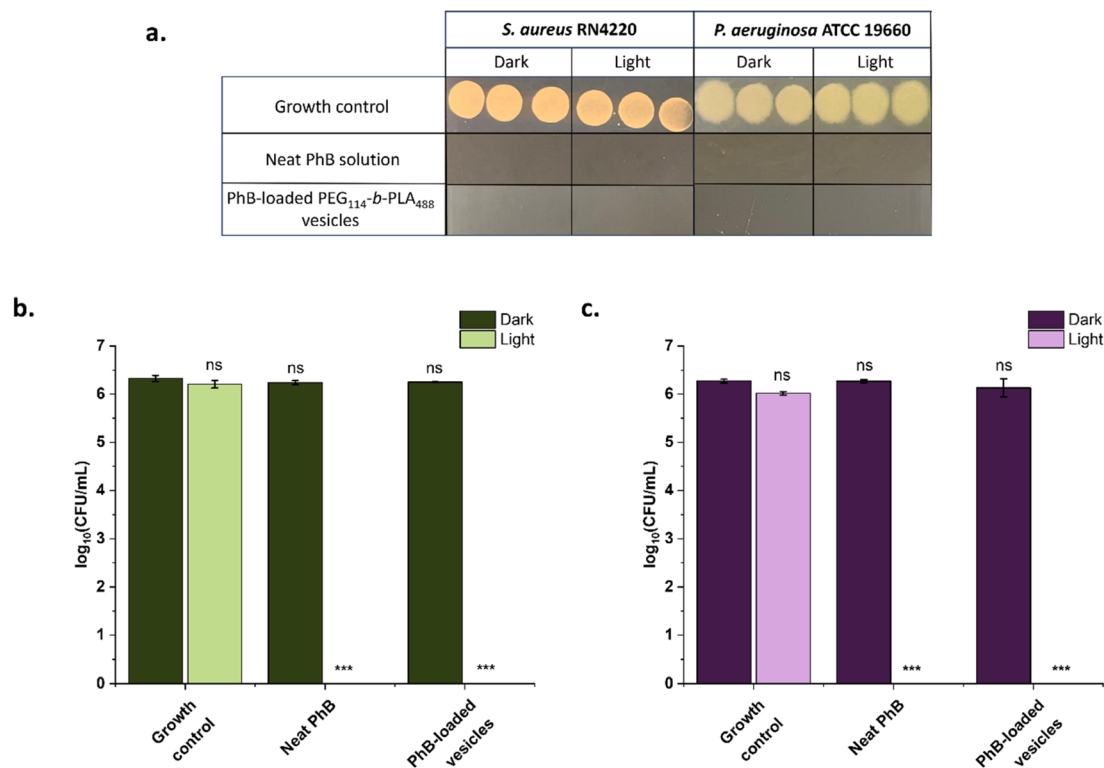 a.
S. aureus RN4220 P. aeruginosa ATCC 19660
Dark Light Dark Light
Growth control
Neat PhB solution
PhB-loaded PEG114-b-PLA488
vesicles
b.
Dark
Light
7
6
5
4
3
2
1
0
log10(CFU/mL)
ns
ns
***
ns
***
Growth
control
Neat PhB
PhB-loaded
vesicles
c.
Dark
Light
7
6
5
4
3
2
1
0
log10(CFU/mL)
ns
ns
***
ns
***
Growth
control
Neat PhB
PhB-loaded
vesicles